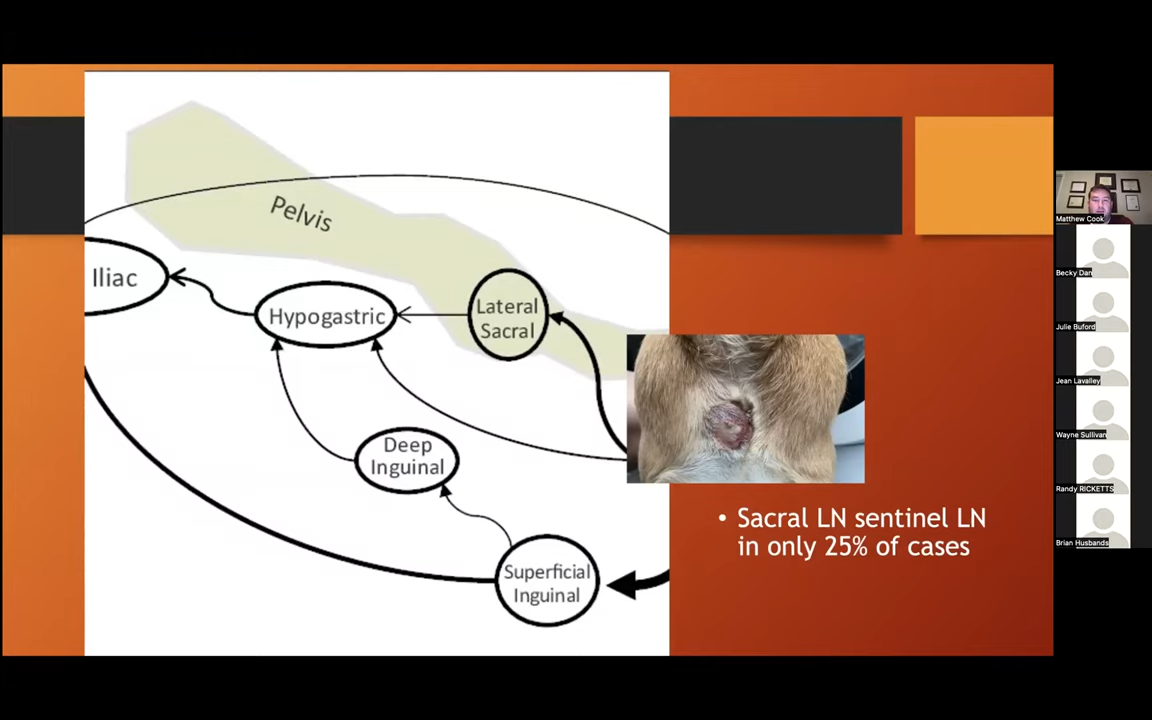 Pelvis
Iliac
Hypogastric
Lateral
Sacral
Deep
Inguinal
Superficial
Inguinal
• Sacral LN sentinel LN
in only 25% of cases
Matthew Cook
Becky Dan
Julie Buford
Jean Lavalley
Wayne Sullivan
Randy RICKETTS
Brian Husbands